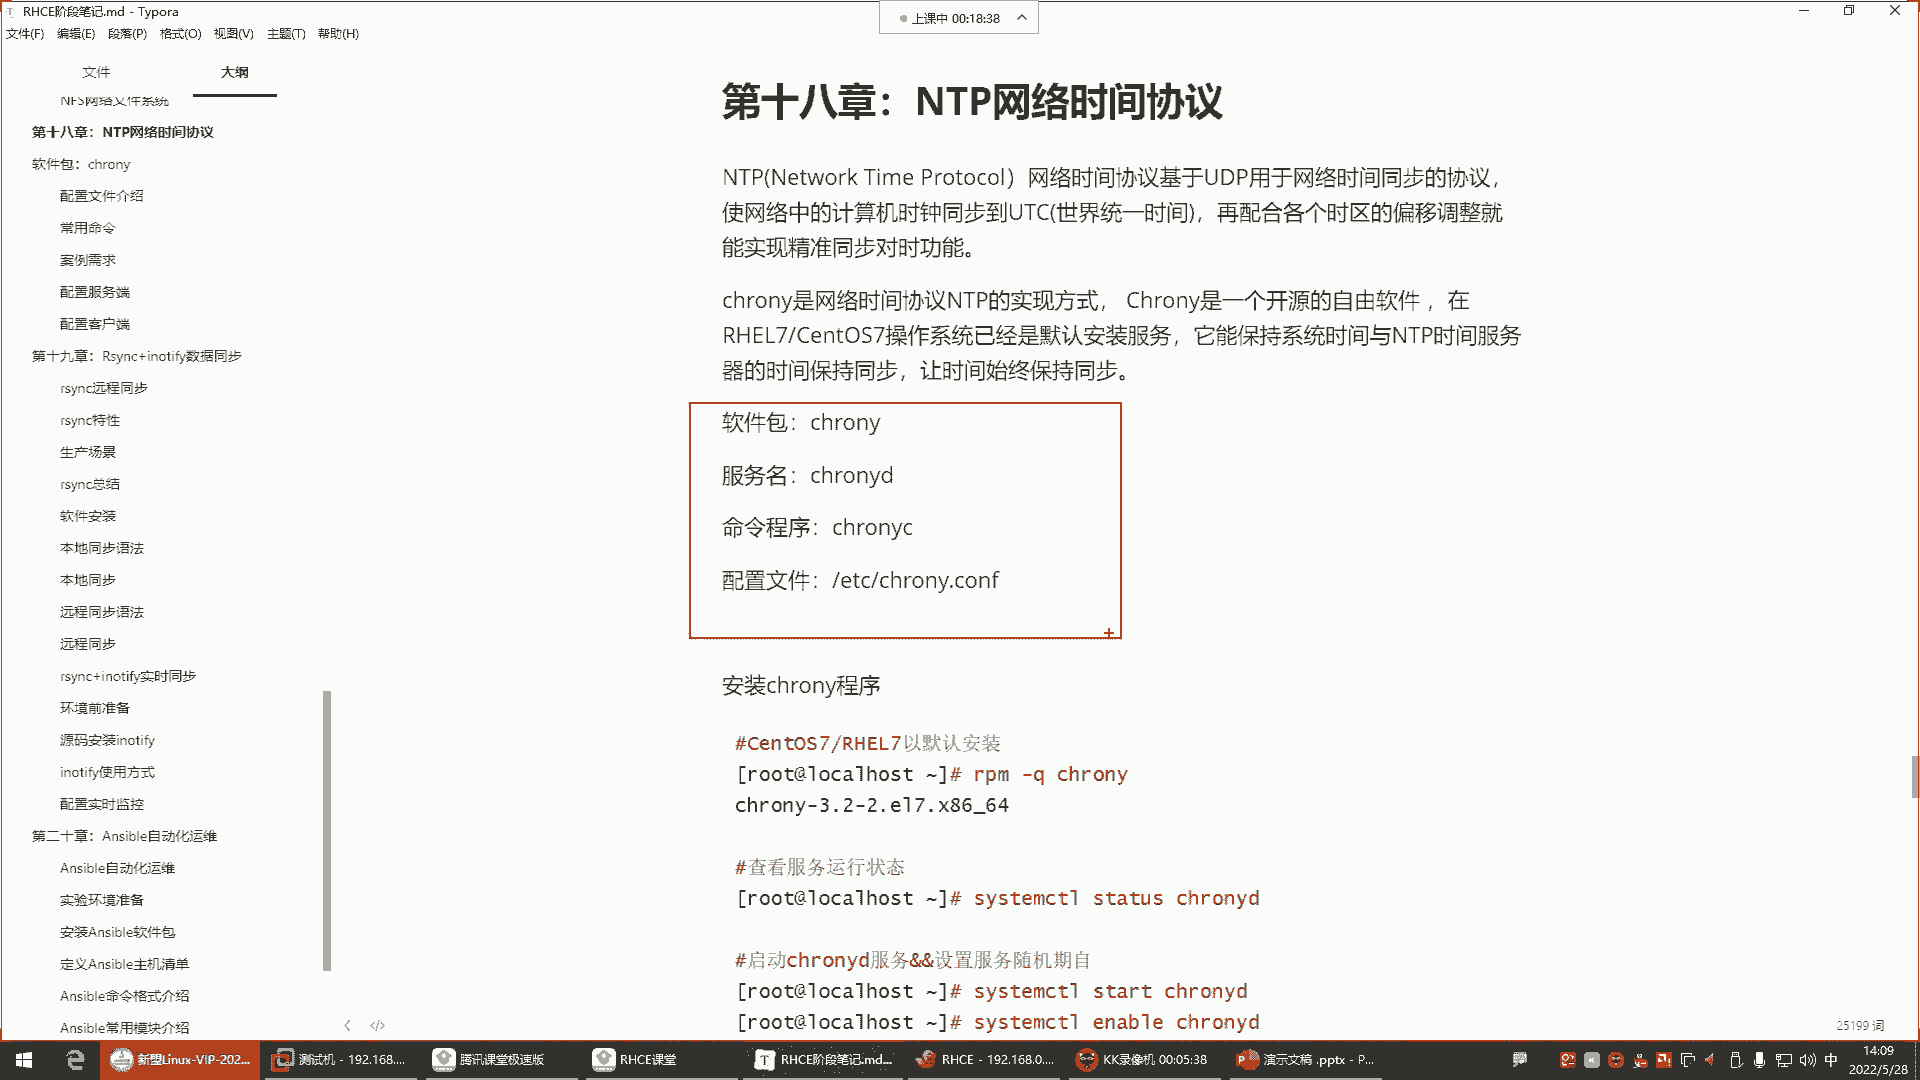 RHCE阶段笔记.md - Typora
上课中 00:18:38
文件(F) 编辑(E) 段落(P) 格式(O) 视图(V) 主题(T) 帮助(H)
文件 大纲
NFS网络文件系统
第十八章：NTP网络时间协议
软件包：chrony
配置文件介绍
常用命令
案例需求
配置服务端
配置客户端
第十九章：Rsync+inotify数据同步
rsync远程同步
rsync特性
生产场景
rsync总结
软件安装
本地同步语法
本地同步
远程同步语法
远程同步
rsync+inotify实时同步
环境前准备
源码安装inotify
inotify使用方式
配置实时监控
第二十章：Ansible自动化运维
Ansible自动化运维
实验环境准备
安装Ansible软件包
定义Ansible主机清单
Ansible命令格式介绍
Ansible常用模块介绍
第十八章：NTP网络时间协议
NTP(Network Time Protocol）网络时间协议基于UDP用于网络时间同步的协议，
使网络中的计算机时钟同步到UTC(世界统一时间)，再配合各个时区的偏移调整就
能实现精准同步对时功能。
chrony是网络时间协议NTP的实现方式， Chrony是一个开源的自由软件 ，在
RHEL7/CentOS7操作系统已经是默认安装服务，它能保持系统时间与NTP时间服务
器的时间保持同步，让时间始终保持同步。
软件包：chrony
服务名：chronyd
命令程序：chronyc
配置文件：/etc/chrony.conf
安装chrony程序
#CentOS7/RHEL7以默认安装
[root@localhost ~]# rpm -q chrony
chrony-3.2-2.el7.x86_64
#查看服务运行状态
[root@localhost ~]# systemctl status chronyd
#启动chronyd服务&&设置服务随机期自
[root@localhost ~]# systemctl start chronyd
[root@localhost ~]# systemctl enable chronyd
25199 词
新盟Linux-VIP-202... 测试机 - 192.168.... 腾讯课堂极速版 RHCE课堂 RHCE阶段笔记.md... RHCE - 192.168.0.... KK录像机 00:05:38 演示文稿 .pptx - P... 中 14:09
2022/5/28